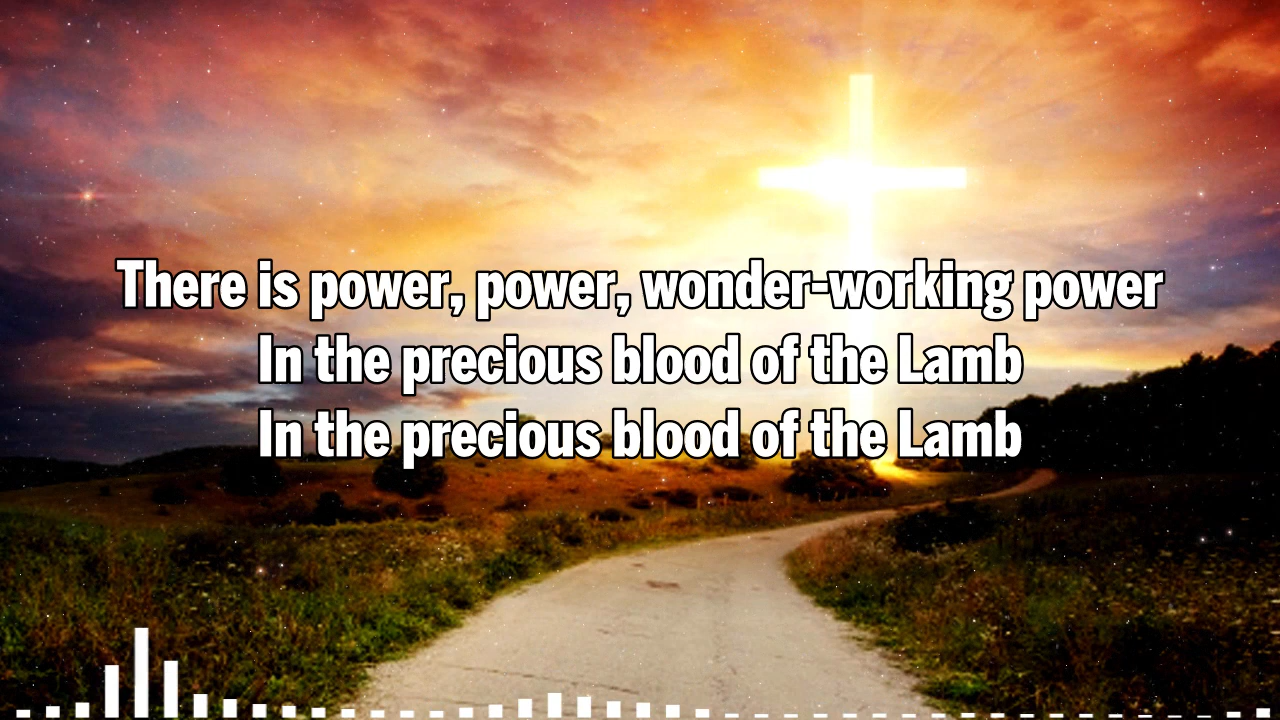 There is power, power, wonder-working power
In the precious blood of the Lamb
In the precious blood of the Lamb